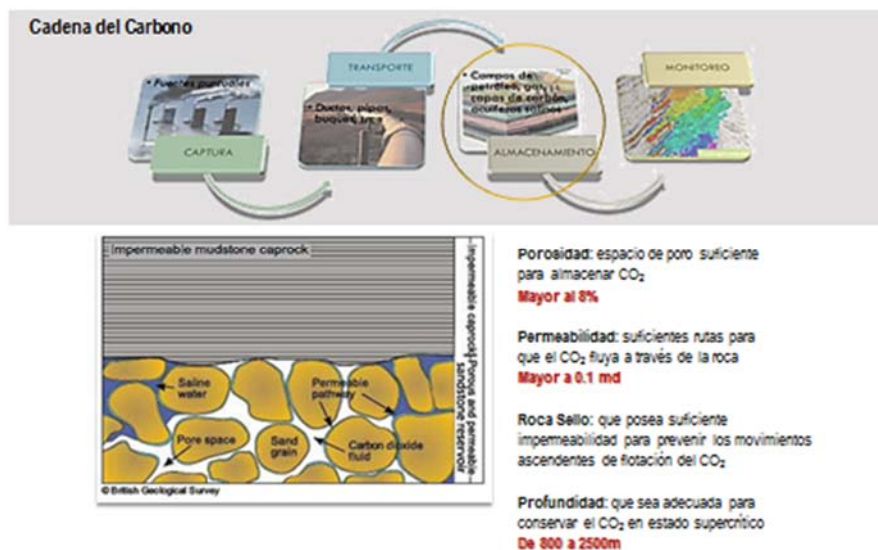 Cadena del Carbono
• Fuentes puntuales
CAPTURA
TRANSPORTE
• Ductos, pipas,
buques, etc
• Campos de
petróleo, gas,
capas de carbón,
acuíferos salinos
ALMACENAMIENTO
MONITOREO
Impermeable mudstone caprock
Saline
water
Permeable
pathway
Pore space
Sand
grain
Carbon dioxide
fluid
...Impermeable caprock
Porous and permeable...
sandstone reservoir
© British Geological Survey
Porosidad: espacio de poro suficiente
para almacenar CO₂
Mayor al 8%
Permeabilidad: suficientes rutas para
que el CO₂ fluya a través de la roca
Mayor a 0.1 md
Roca Sello: que posea suficiente
impermeabilidad para prevenir los movimientos
ascendentes de flotación del CO₂
Profundidad: que sea adecuada para
conservar el CO₂ en estado supercrítico
De 800 a 2500m